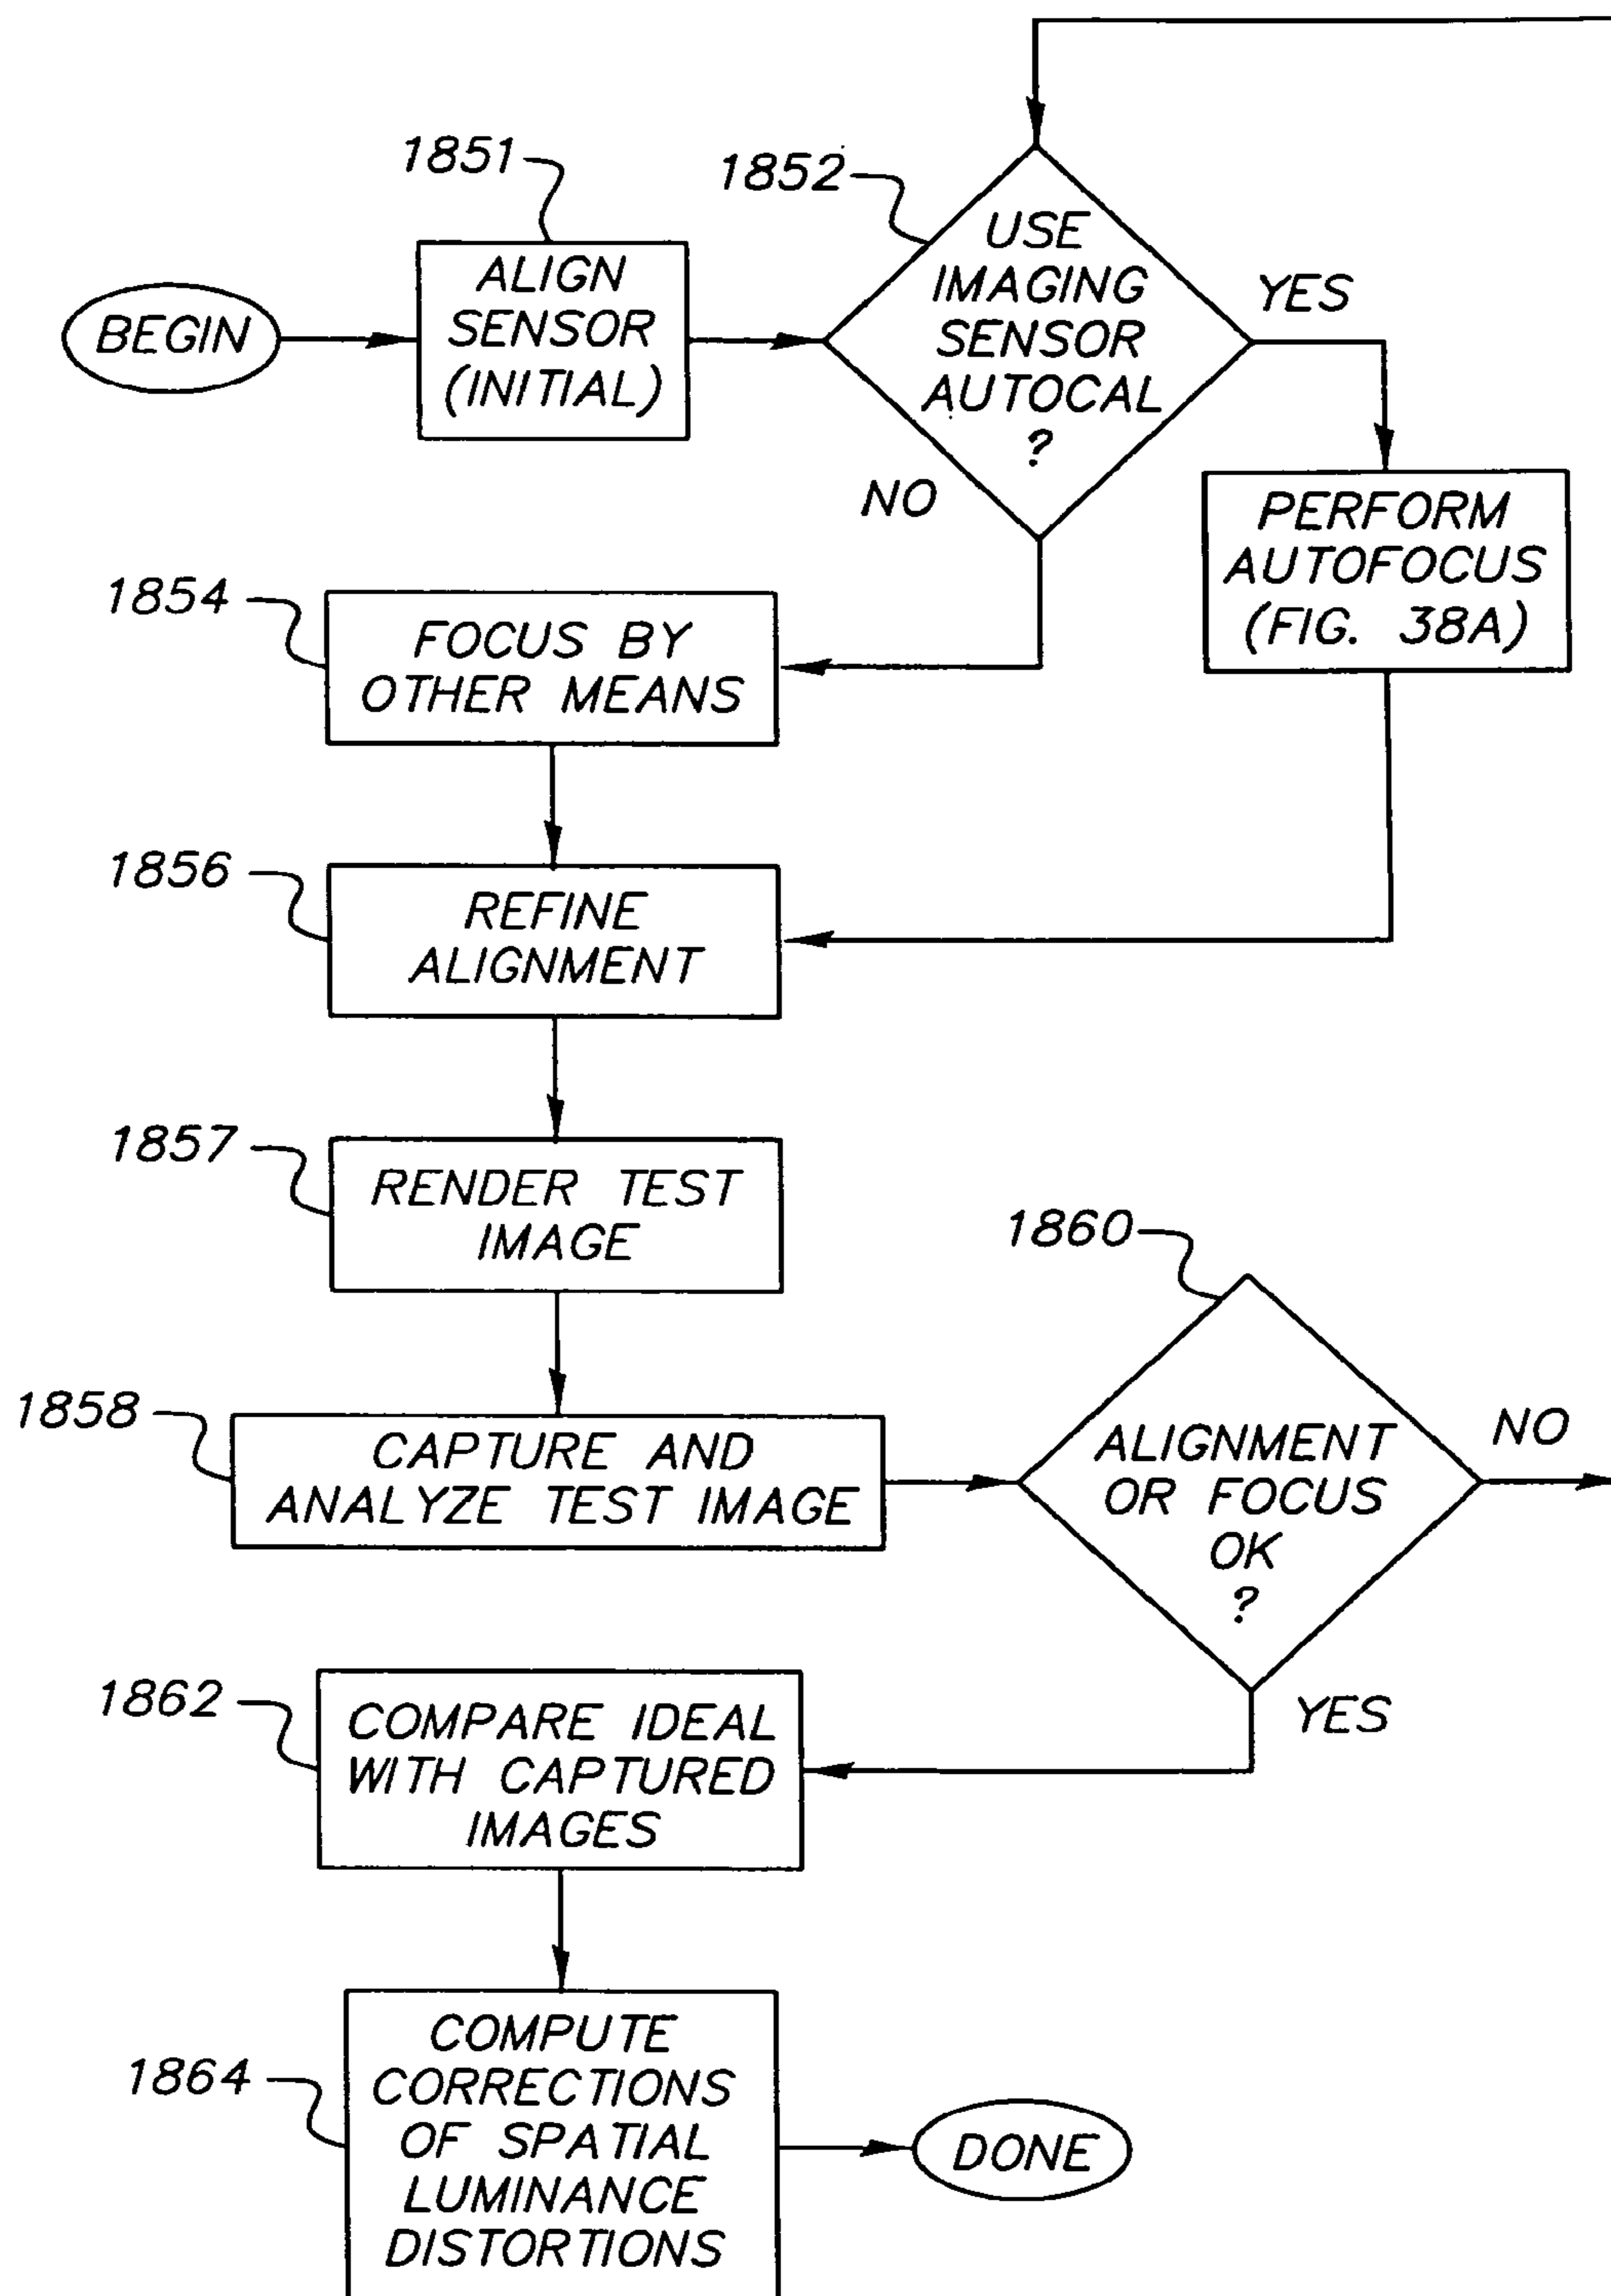 1851
1852
BEGIN
ALIGN
SENSOR
(INITIAL)
USE
IMAGING
SENSOR
AUTOCAL
?
YES
NO
PERFORM
AUTOFOCUS
(FIG. 38A)
1854
FOCUS BY
OTHER MEANS
1856
REFINE
ALIGNMENT
1857
RENDER TEST
IMAGE
1858
CAPTURE AND
ANALYZE TEST IMAGE
1860
ALIGNMENT
OR FOCUS
OK
?
NO
YES
1862
COMPARE IDEAL
WITH CAPTURED
IMAGES
1864
COMPUTE
CORRECTIONS
OF SPATIAL
LUMINANCE
DISTORTIONS
DONE